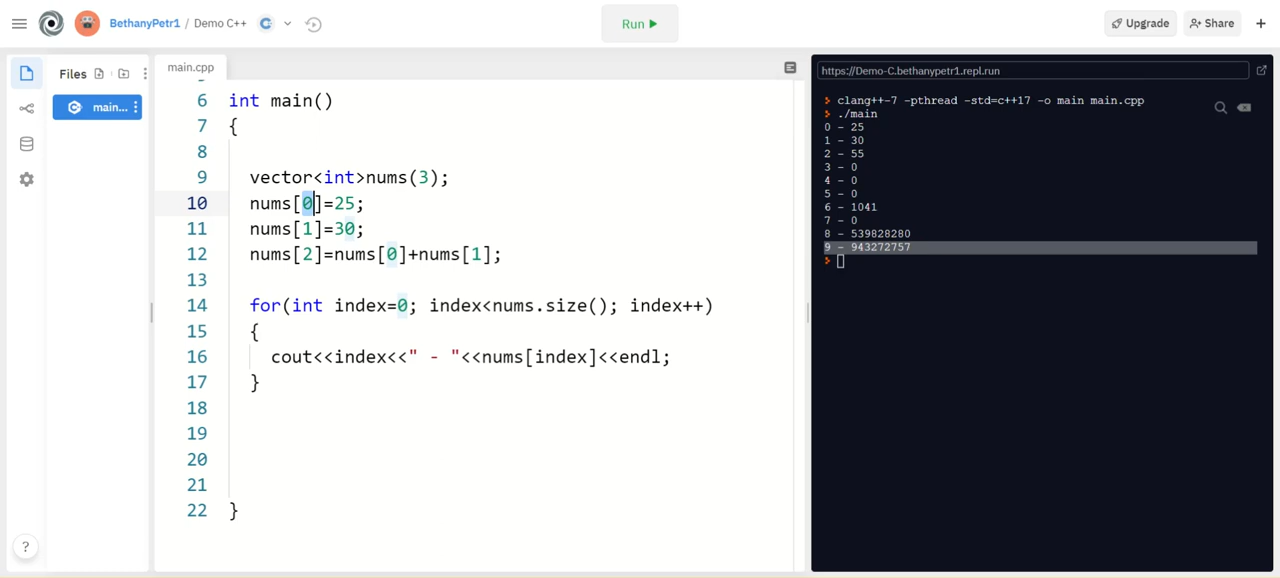 BethanyPetr1 / Demo C++
Run
Upgrade
Share
+
Files
main...
main.cpp
6 int main()
7 {
8
9 vector<int>nums(3);
10 nums[0]=25;
11 nums[1]=30;
12 nums[2]=nums[0]+nums[1];
13
14 for(int index=0; index<nums.size(); index++)
15 {
16 cout<<index<<" - "<<nums[index]<<endl;
17 }
18
19
20
21
22 }
?
https://Demo-C.bethanypetr1.repl.run
clang++-7 -pthread -std=c++17 -o main main.cpp
./main
0 - 25
1 - 30
2 - 55
3 - 0
4 - 0
5 - 0
6 - 1041
7 - 0
8 - 539828280
9 - 943272757